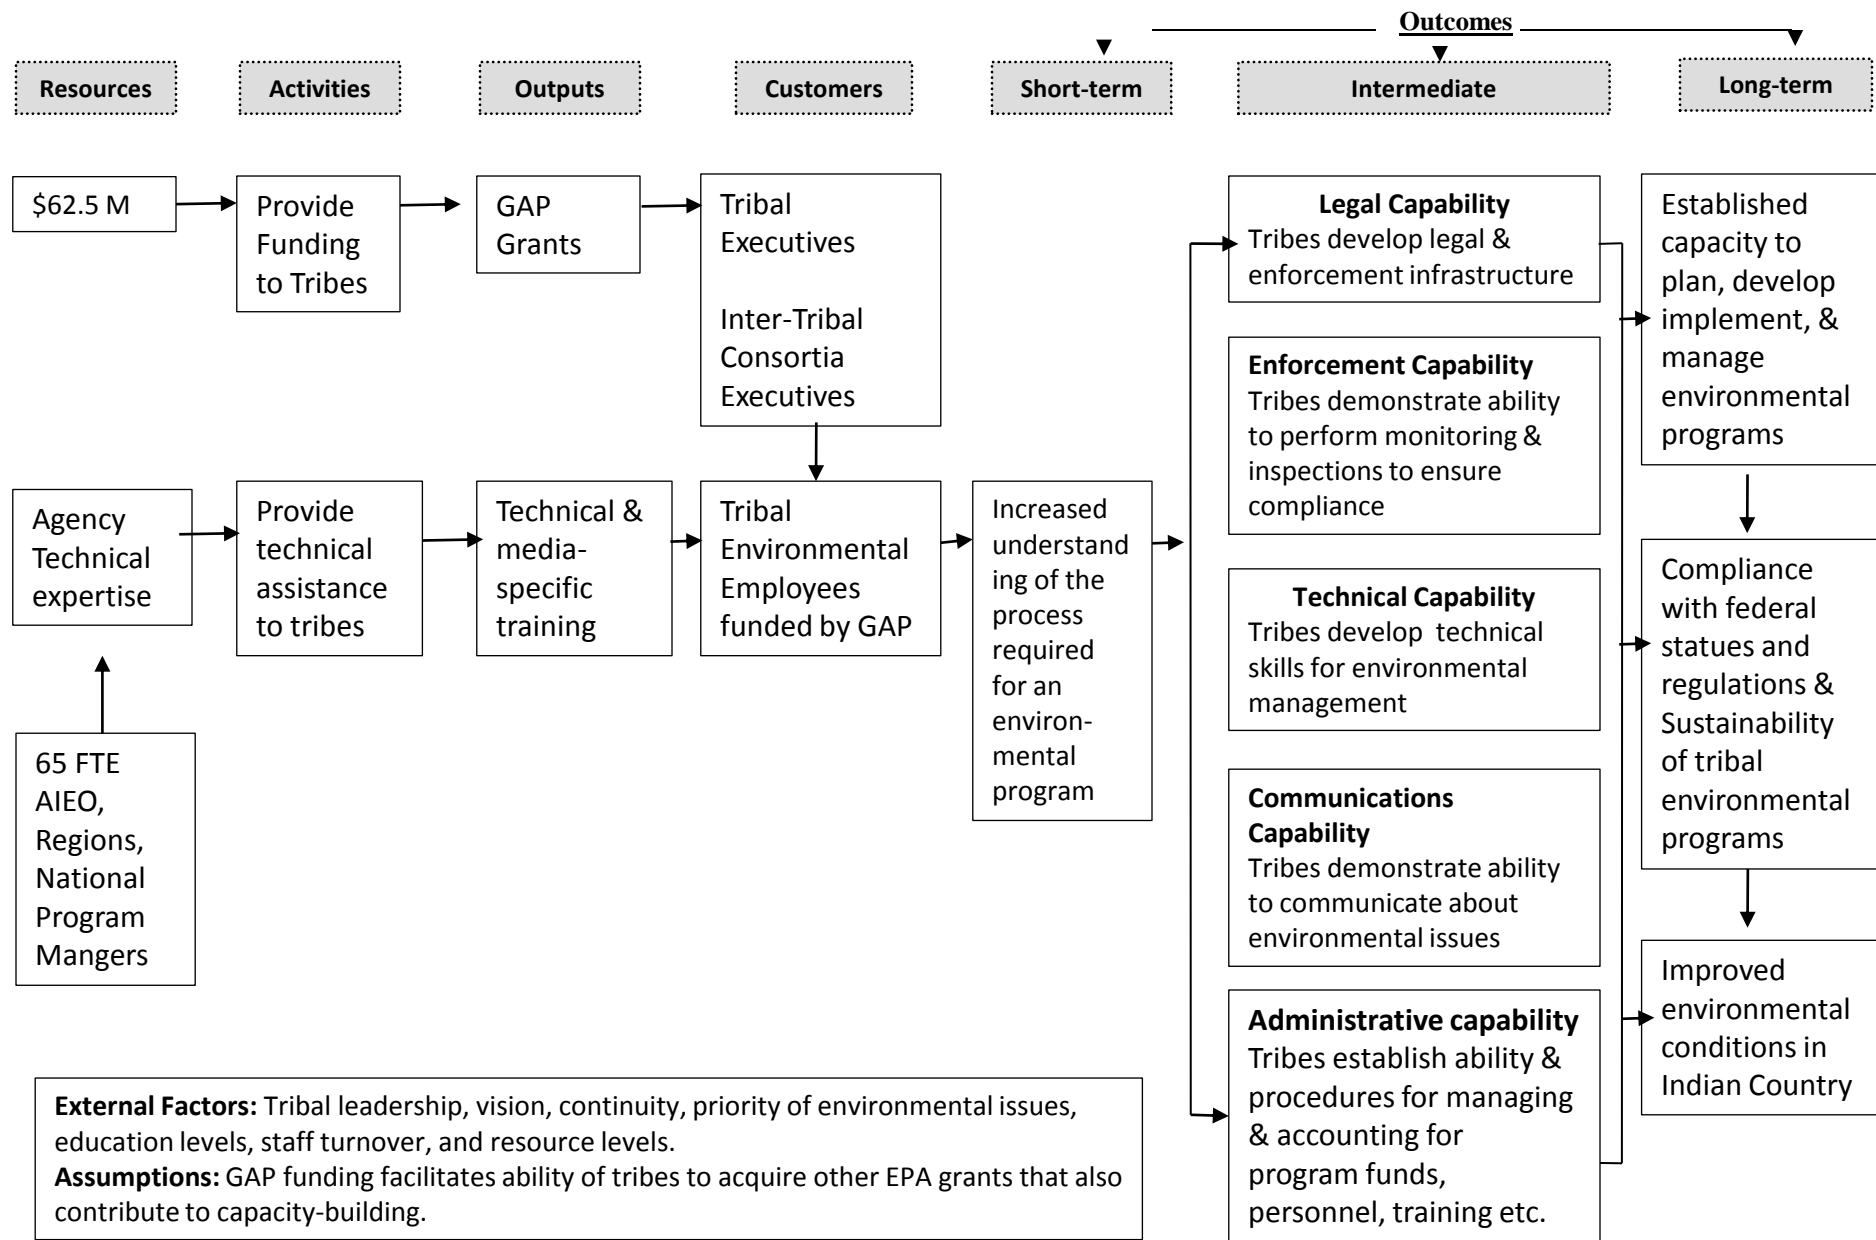 Outcomes
Resources
Activities
Outputs
Customers
Short-term
Intermediate
Long-term
$62.5 M
Provide
Funding
to Tribes
GAP
Grants
Tribal
Executives
Inter-Tribal
Consortia
Executives
Agency
Technical
expertise
Provide
technical
assistance
to tribes
Technical &
media-
specific
training
Tribal
Environmental
Employees
funded by GAP
65 FTE
AIEO,
Regions,
National
Program
Mangers
Increased
understand
ing of the
process
required
for an
environ-
mental
program
Legal Capability
Tribes develop legal &
enforcement infrastructure
Enforcement Capability
Tribes demonstrate ability
to perform monitoring &
inspections to ensure
compliance
Technical Capability
Tribes develop technical
skills for environmental
management
Communications
Capability
Tribes demonstrate ability
to communicate about
environmental issues
Administrative capability
Tribes establish ability &
procedures for managing
& accounting for
program funds,
personnel, training etc.
Established
capacity to
plan, develop
implement, &
manage
environmental
programs
Compliance
with federal
statues and
regulations &
Sustainability
of tribal
environmental
programs
Improved
environmental
conditions in
Indian Country
External Factors: Tribal leadership, vision, continuity, priority of environmental issues,
education levels, staff turnover, and resource levels.
Assumptions: GAP funding facilitates ability of tribes to acquire other EPA grants that also
contribute to capacity-building.